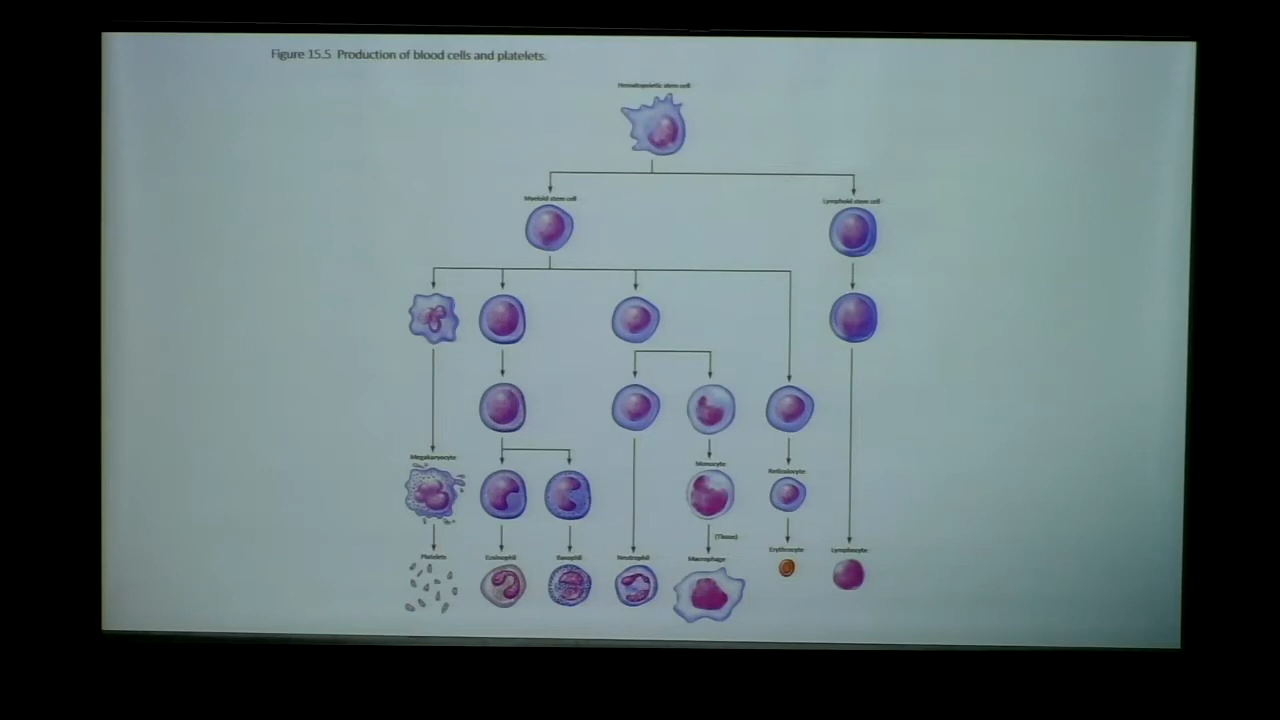 Figure 15.5 Production of blood cells and platelets.
Hematopoietic stem cell
Myeloid stem cell
Lymphoid stem cell
Megakaryocyte
Monocyte
Reticulocyte
(Tissue)
Platelets
Eosinophil
Basophil
Neutrophil
Macrophage
Erythrocyte
Lymphocyte